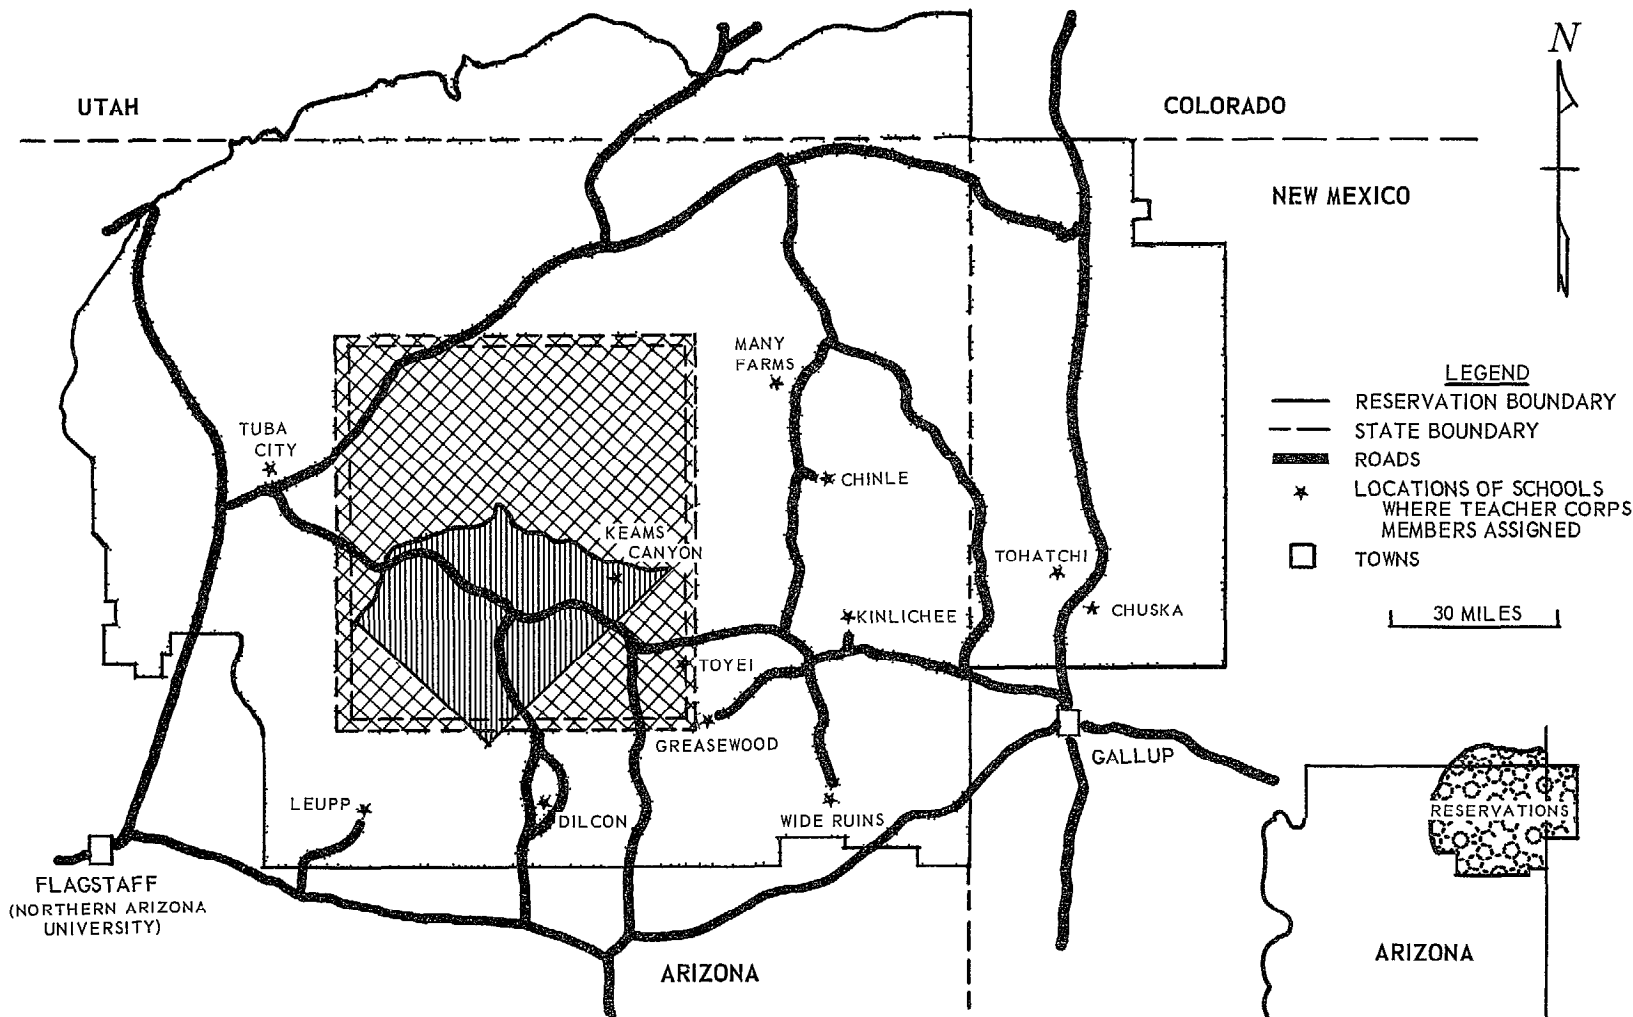 N
UTAH
COLORADO
NEW MEXICO
MANY
FARMS
LEGEND
RESERVATION BOUNDARY
STATE BOUNDARY
ROADS
LOCATIONS OF SCHOOLS
WHERE TEACHER CORPS
MEMBERS ASSIGNED
TOWNS
30 MILES
TUBA
CITY
CHINLE
KEAMS
CANYON
TOHATCHI
CHUSKA
KINLICHEE
TOYEI
GREASEWOOD
GALLUP
LEUPP
DILCON
WIDE RUINS
RESERVATIONS
FLAGSTAFF
(NORTHERN ARIZONA
UNIVERSITY)
ARIZONA
ARIZONA